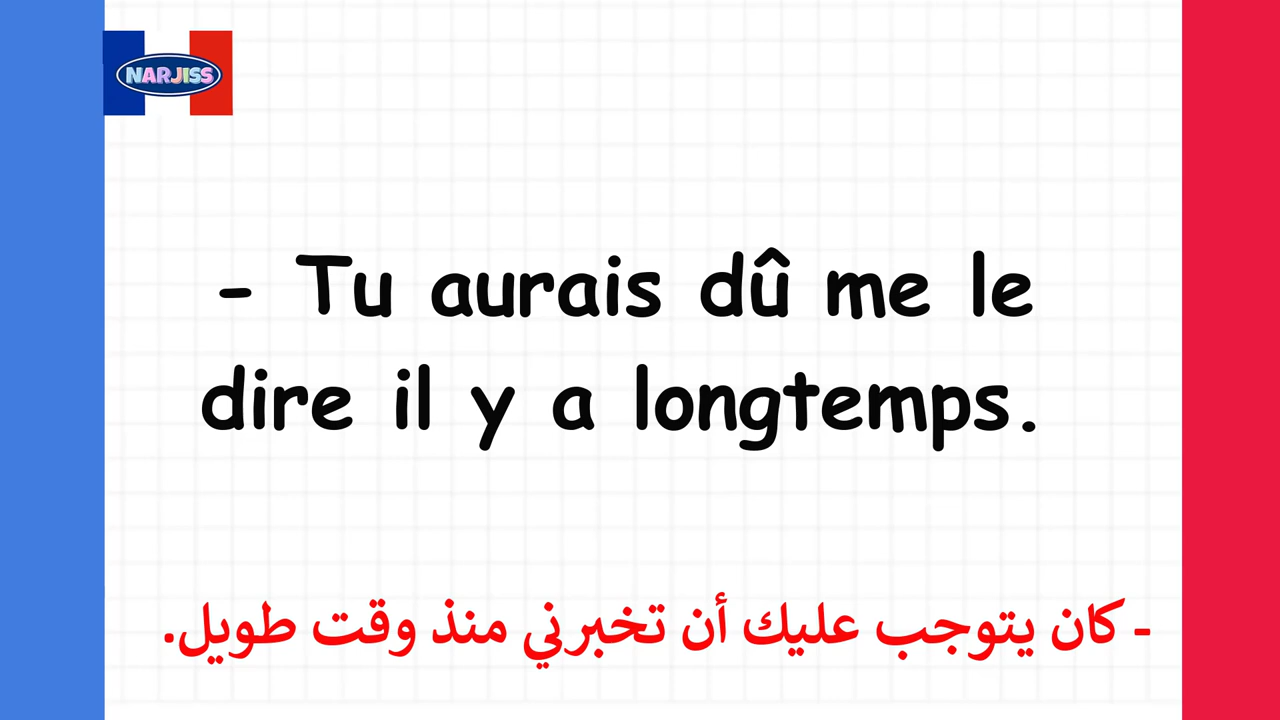 NARJISS
- Tu aurais dû me le
dire il y a longtemps.
- كان يتوجب عليك أن تخبرني منذ وقت طويل.